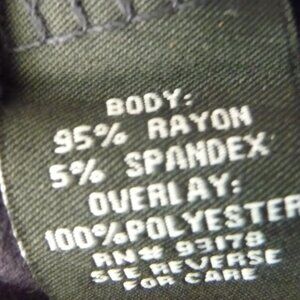 BODY:
95% RAYON
5% SPANDEX
OVERLAY:
100%POLYESTER
RN# 93178
SEE REVERSE
FOR CARE